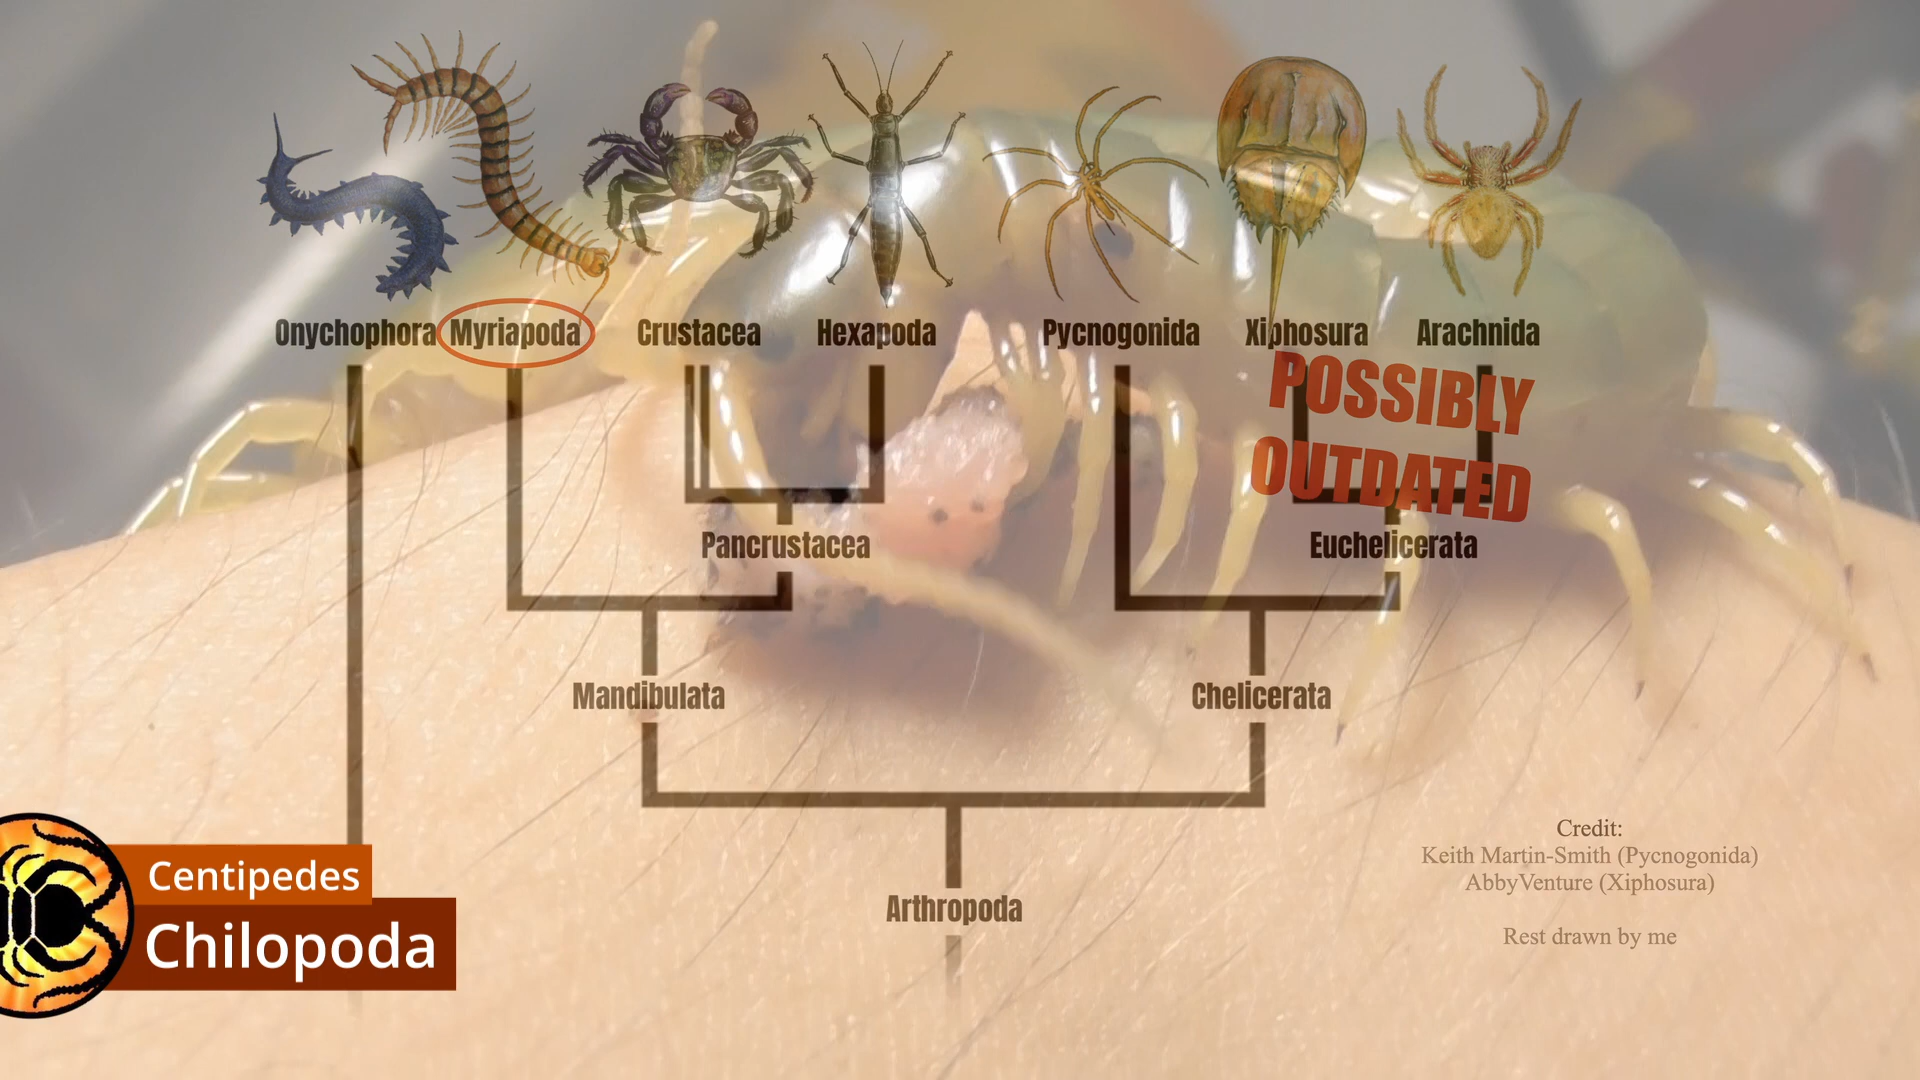 Onychophora
Myriapoda
Crustacea
Hexapoda
Pycnogonida
Xiphosura
Arachnida
POSSIBLY
OUTDATED
Pancrustacea
Euchelicerata
Mandibulata
Chelicerata
Arthropoda
Centipedes
Chilopoda
Credit:
Keith Martin-Smith (Pycnogonida)
AbbyVenture (Xiphosura)
Rest drawn by me